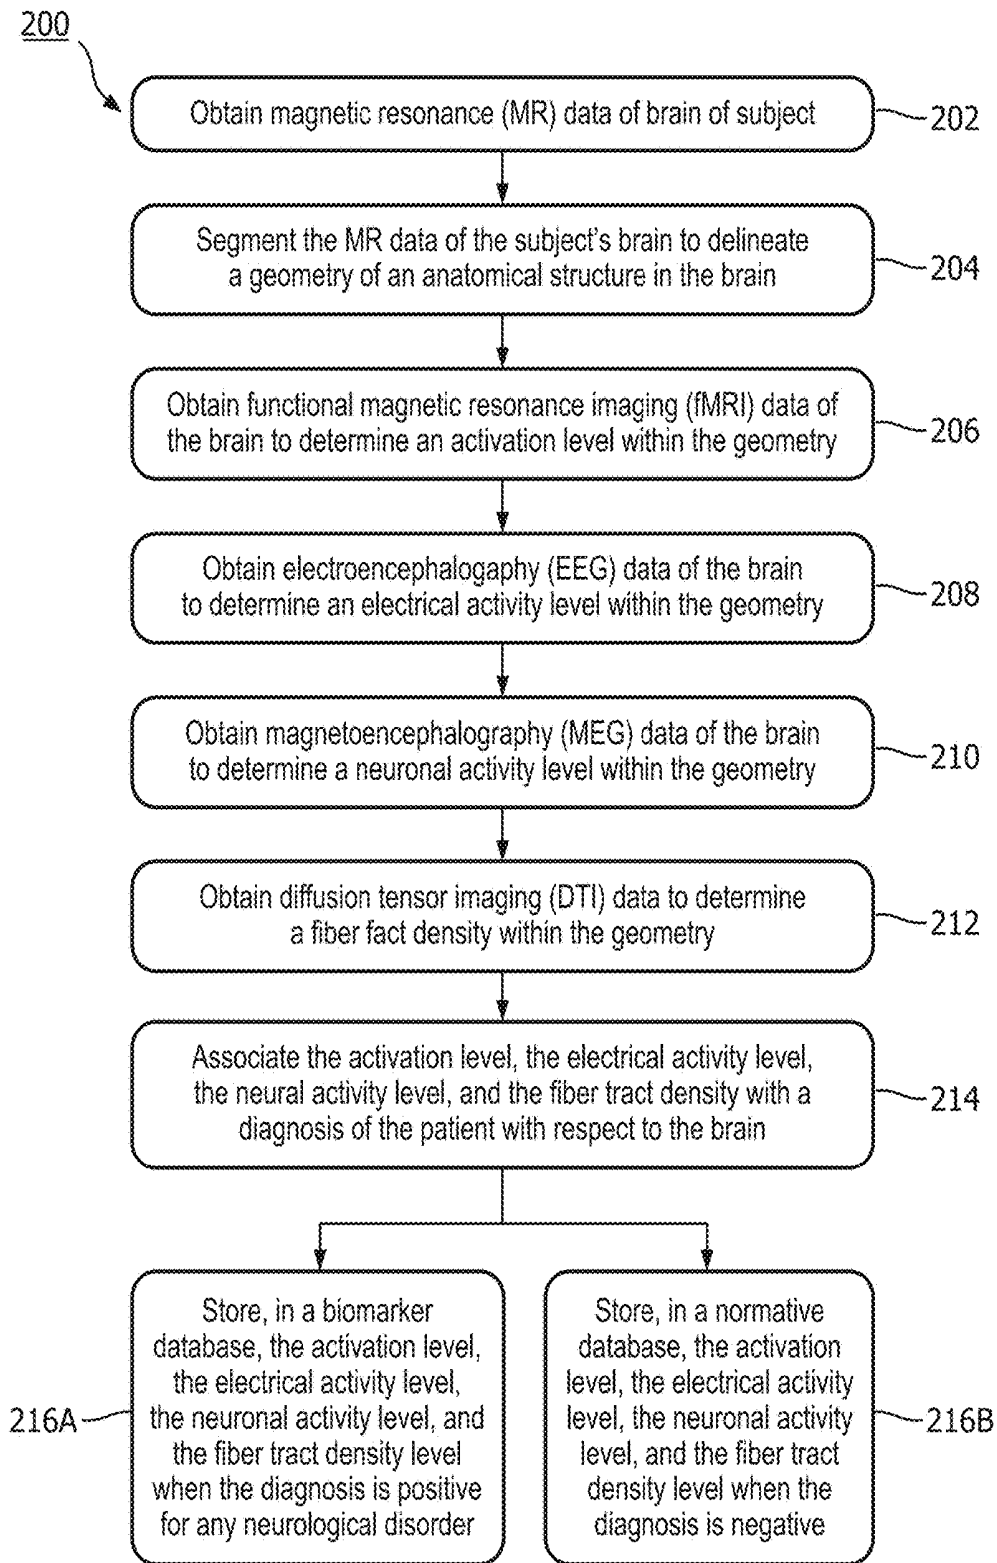 200
Obtain magnetic resonance (MR) data of brain of subject
202
Segment the MR data of the subject's brain to delineate
a geometry of an anatomical structure in the brain
204
Obtain functional magnetic resonance imaging (fMRI) data of
the brain to determine an activation level within the geometry
206
Obtain electroencephalogaphy (EEG) data of the brain
to determine an electrical activity level within the geometry
208
Obtain magnetoencephalography (MEG) data of the brain
to determine a neuronal activity level within the geometry
210
Obtain diffusion tensor imaging (DTI) data to determine
a fiber fact density within the geometry
212
Associate the activation level, the electrical activity level,
the neural activity level, and the fiber tract density with a
diagnosis of the patient with respect to the brain
214
Store, in a biomarker
database, the activation level,
the electrical activity level,
the neuronal activity level, and
the fiber tract density level
when the diagnosis is positive
for any neurological disorder
216A
Store, in a normative
database, the activation
level, the electrical activity
level, the neuronal activity
level, and the fiber tract
density level when the
diagnosis is negative
216B